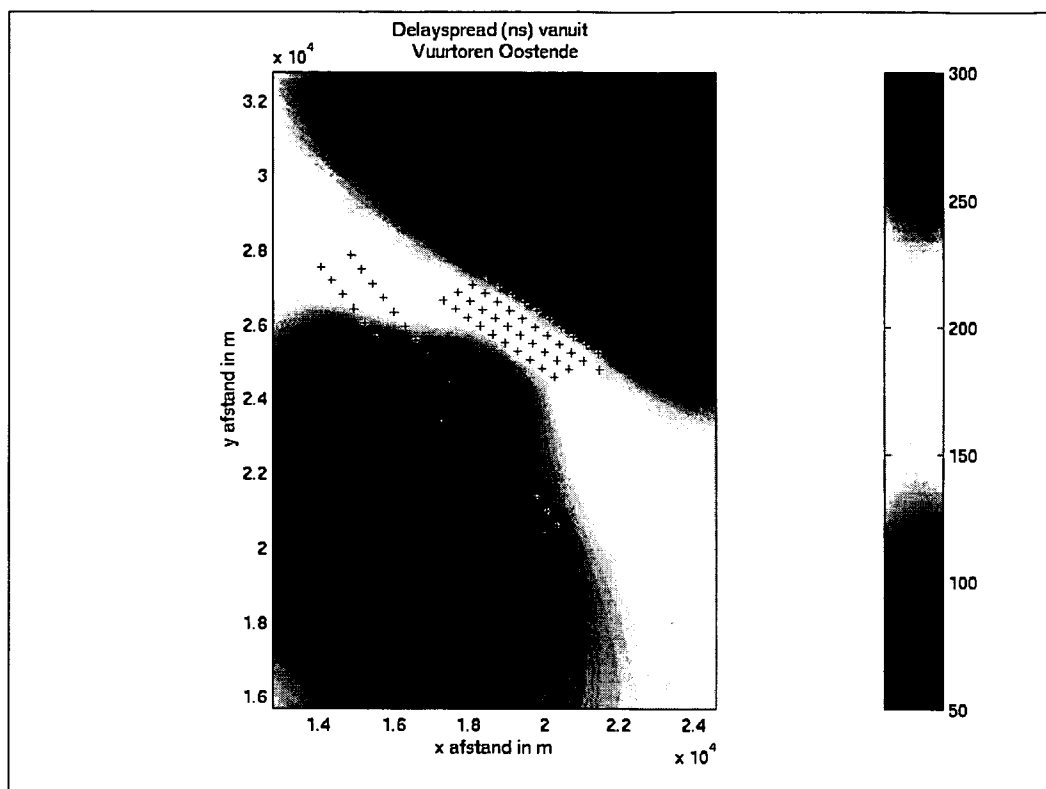 Delayspread (ns) vanuit
Vuurtoren Oostende
x 10^4
3.2
3
2.8
2.6
2.4
2.2
2
1.8
1.6
y afstand in m
1.4 1.6 1.8 2 2.2 2.4
x afstand in m
x 10^4
300
250
200
150
100
50